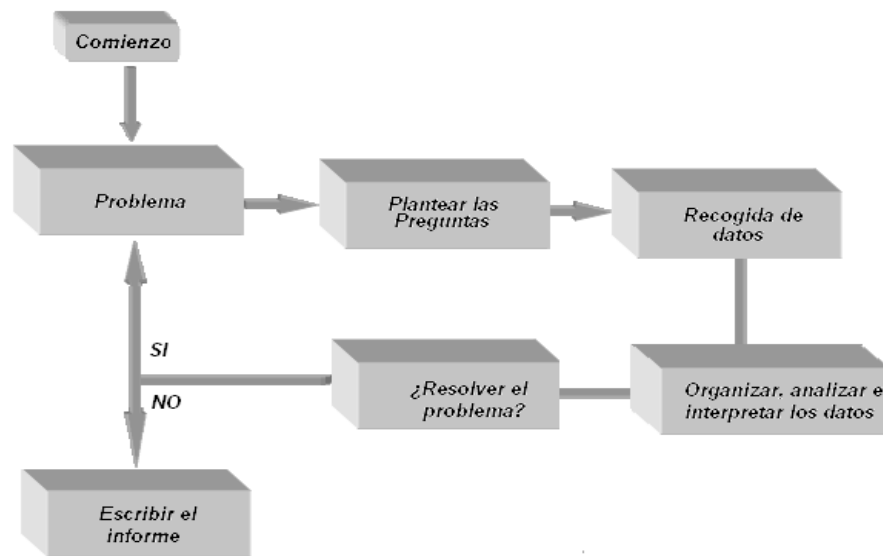 Comienzo
Problema
Plantear las
Preguntas
Recogida de
datos
Organizar, analizar e
interpretar los datos
¿Resolver el
problema?
SI
NO
Escribir el
informe